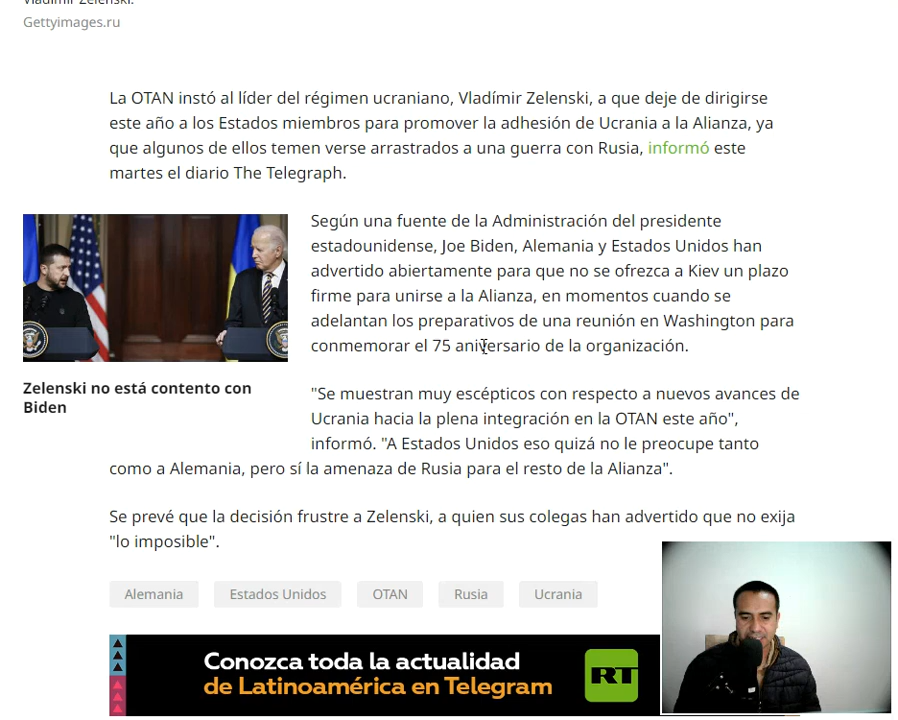 Vladímir Zelenski.
Gettyimages.ru
La OTAN instó al líder del régimen ucraniano, Vladímir Zelenski, a que deje de dirigirse
este año a los Estados miembros para promover la adhesión de Ucrania a la Alianza, ya
que algunos de ellos temen verse arrastrados a una guerra con Rusia, informó este
martes el diario The Telegraph.
Según una fuente de la Administración del presidente
estadounidense, Joe Biden, Alemania y Estados Unidos han
advertido abiertamente para que no se ofrezca a Kiev un plazo
firme para unirse a la Alianza, en momentos cuando se
adelantan los preparativos de una reunión en Washington para
conmemorar el 75 aniversario de la organización.
Zelenski no está contento con
Biden
"Se muestran muy escépticos con respecto a nuevos avances de
Ucrania hacia la plena integración en la OTAN este año",
informó. "A Estados Unidos eso quizá no le preocupe tanto
como a Alemania, pero sí la amenaza de Rusia para el resto de la Alianza".
Se prevé que la decisión frustre a Zelenski, a quien sus colegas han advertido que no exija
"lo imposible".
Alemania
Estados Unidos
OTAN
Rusia
Ucrania
Conozca toda la actualidad
de Latinoamérica en Telegram
RT